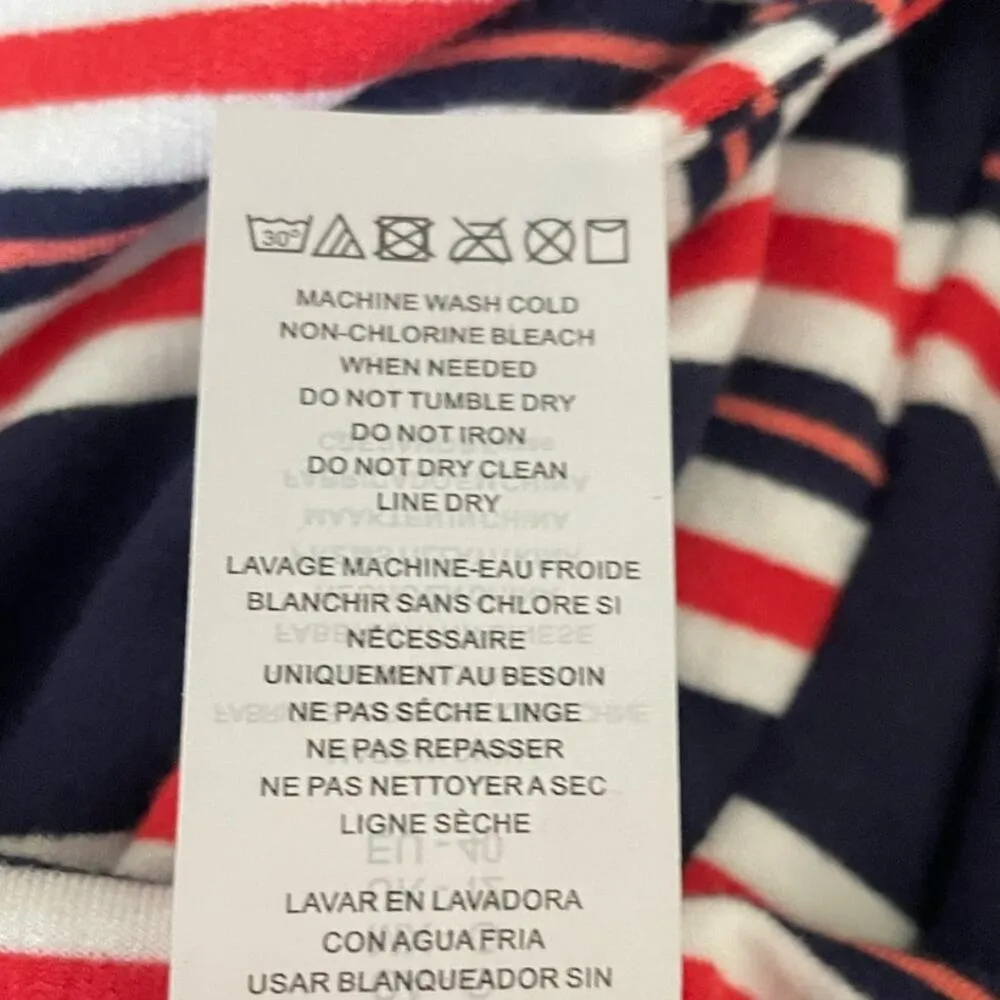 30°
MACHINE WASH COLD
NON-CHLORINE BLEACH
WHEN NEEDED
DO NOT TUMBLE DRY
DO NOT IRON
DO NOT DRY CLEAN
LINE DRY
LAVAGE MACHINE-EAU FROIDE
BLANCHIR SANS CHLORE SI
NÉCESSAIRE
UNIQUEMENT AU BESOIN
NE PAS SÉCHE LINGE
NE PAS REPASSER
NE PAS NETTOYER A SEC
LIGNE SÈCHE
LAVAR EN LAVADORA
CON AGUA FRIA
USAR BLANQUEADOR SIN